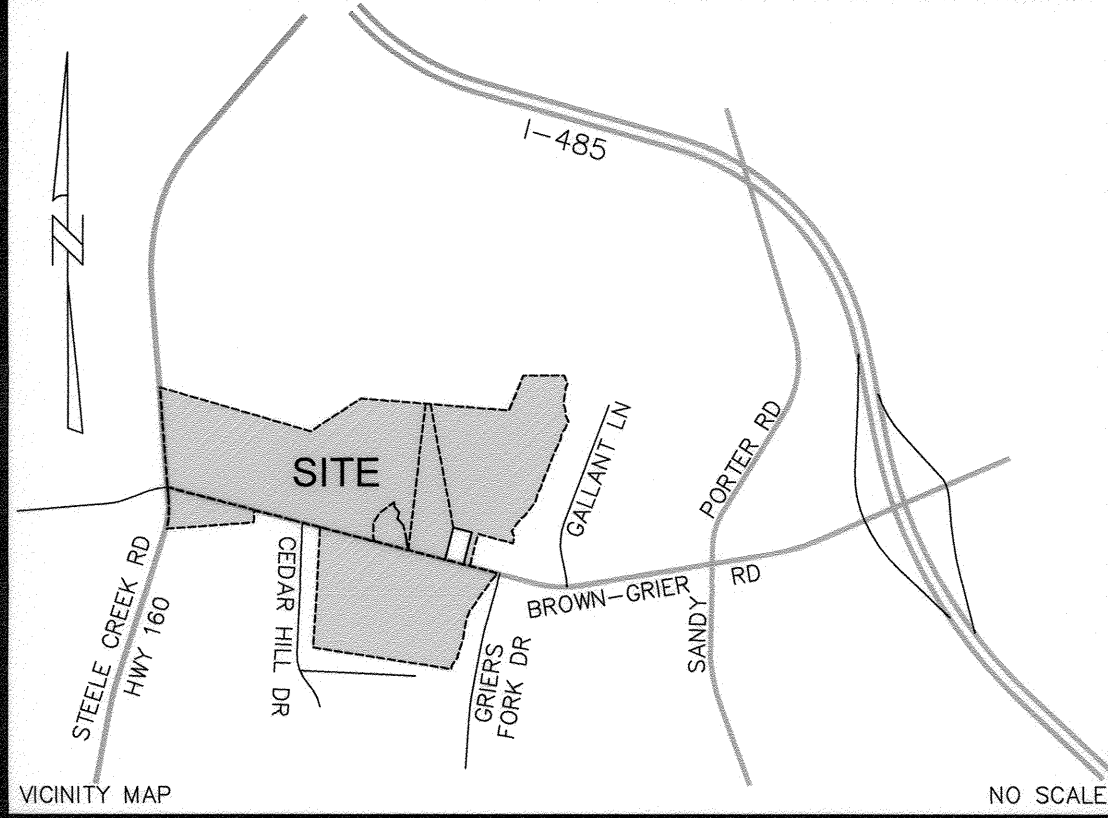 I-485
N
SITE
GALLANT LN
PORTER RD
SANDY
BROWN-GRIER RD
STEELE CREEK RD
HWY 160
CEDAR HILL DR
GRIERS
FORK DR
VICINITY MAP
NO SCALE